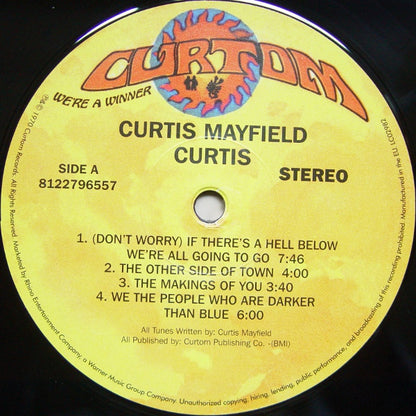 CURTOM
WE'RE A WINNER
CURTIS MAYFIELD
CURTIS
SIDE A
8122796557
STEREO
1. (DON'T WORRY) IF THERE'S A HELL BELOW
WE'RE ALL GOING TO GO 7:46
2. THE OTHER SIDE OF TOWN 4:00
3. THE MAKINGS OF YOU 3:40
4. WE THE PEOPLE WHO ARE DARKER
THAN BLUE 6:00
All Tunes Written by: Curtis Mayfield
All Published by: Curtom Publishing Co. -(BMI)
℗© 1970 Curtom Records. All Rights Reserved. Marketed by Rhino Entertainment Company, a Warner Music Group Company. Unauthorized copying, hiring, lending, public performance, and broadcasting of this recording prohibited. Manufactured in the EU. LC02982